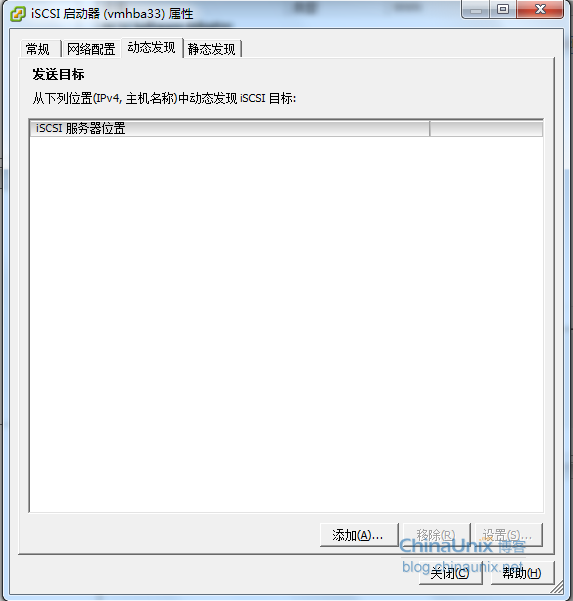 iSCSI 启动器 (vmhba33) 属性
常规 网络配置 动态发现 静态发现
发送目标
从下列位置(IPv4, 主机名称)中动态发现 iSCSI 目标:
iSCSI 服务器位置
添加(A)... 移除(R) 设置(S)...
ChinaUnix 博客
blog.chinaunix.net
关闭(C) 帮助(H)